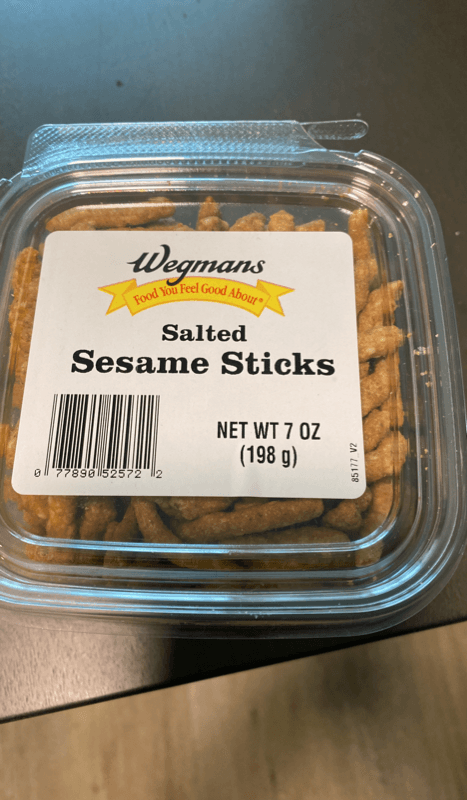 Wegmans
Food You Feel Good About®
Salted
Sesame Sticks
NET WT 7 OZ
(198 g)
0 77890 52572 2
85177 V2